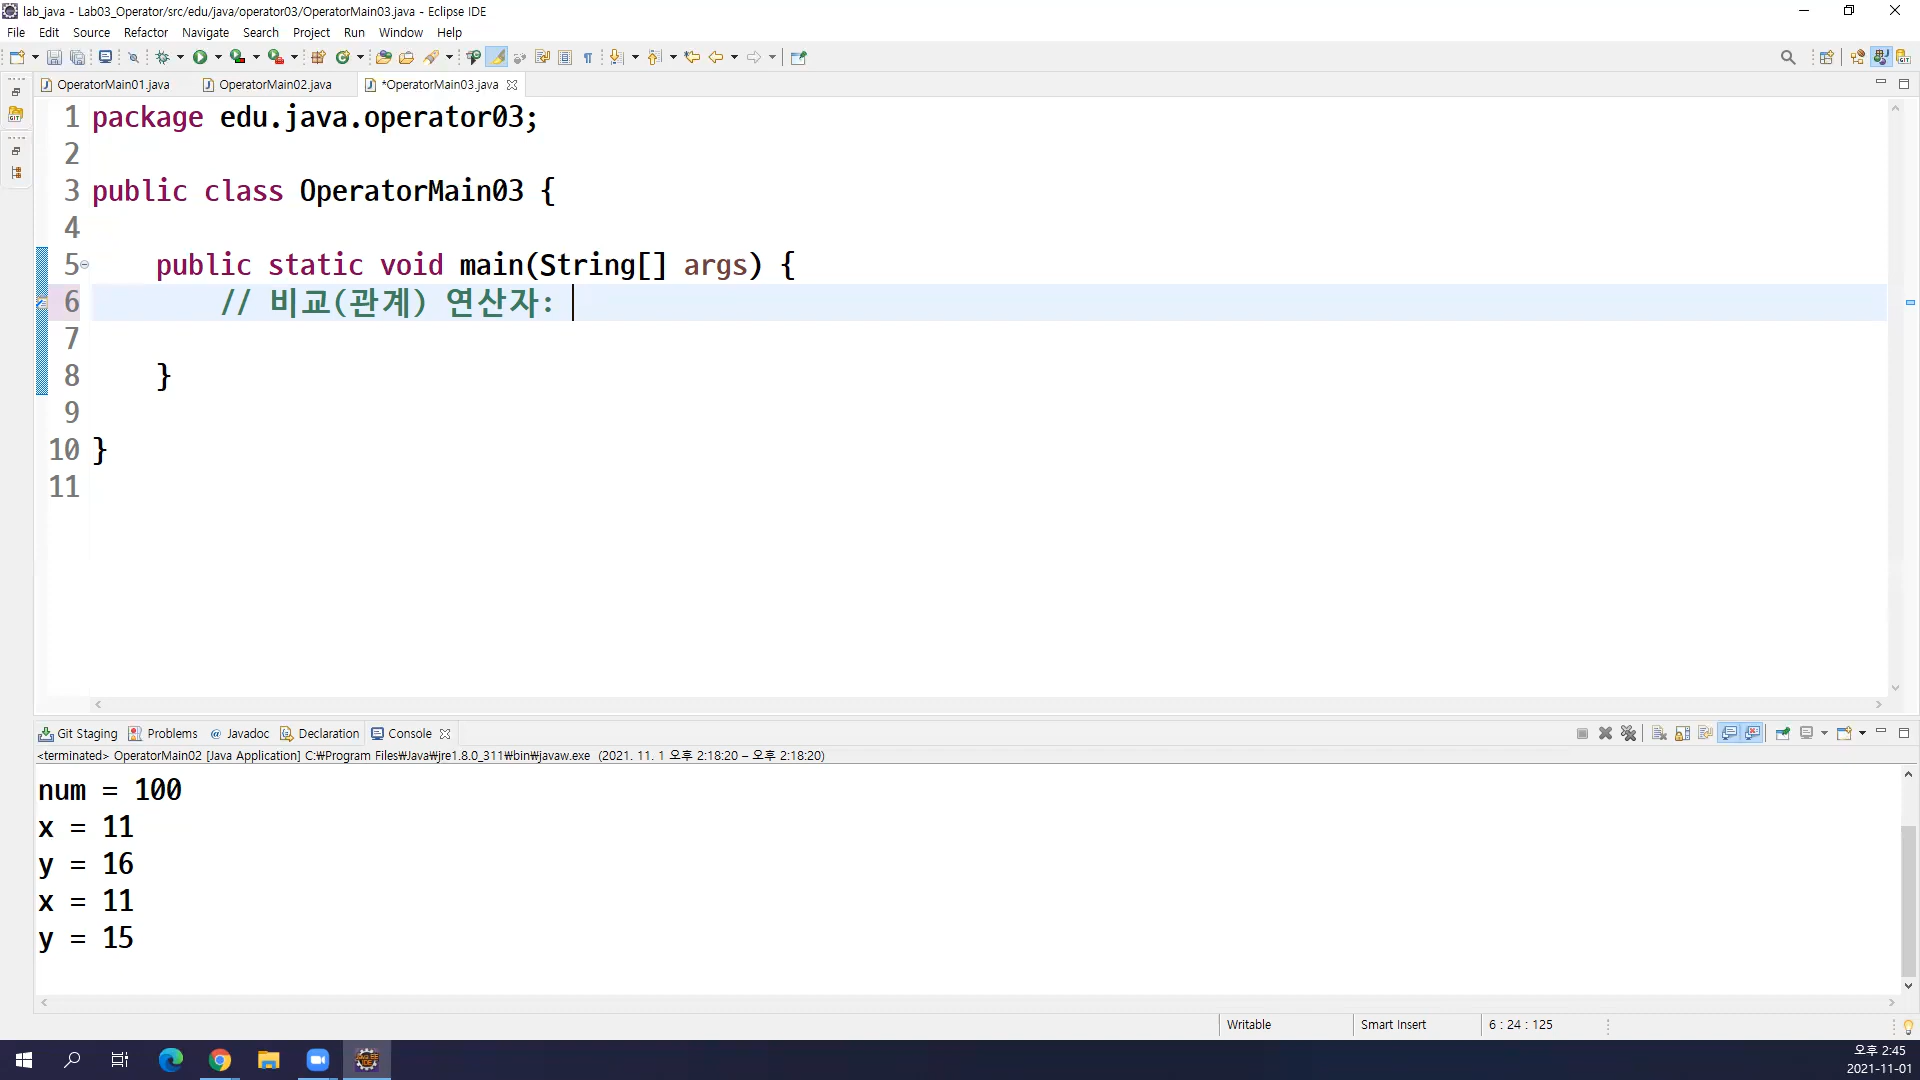 lab_java - Lab03_Operator/src/edu/java/operator03/OperatorMain03.java - Eclipse IDE
File Edit Source Refactor Navigate Search Project Run Window Help
OperatorMain01.java OperatorMain02.java *OperatorMain03.java
1 package edu.java.operator03;
2
3 public class OperatorMain03 {
4
5 public static void main(String[] args) {
6 // 비교(관계) 연산자:
7
8 }
9
10 }
11
Git Staging Problems @ Javadoc Declaration Console
<terminated> OperatorMain02 [Java Application] C:₩Program Files₩Java₩jre1.8.0_311₩bin₩javaw.exe (2021. 11. 1 오후 2:18:20 – 오후 2:18:20)
num = 100
x = 11
y = 16
x = 11
y = 15
Writable Smart Insert 6 : 24 : 125
오후 2:45
2021-11-01